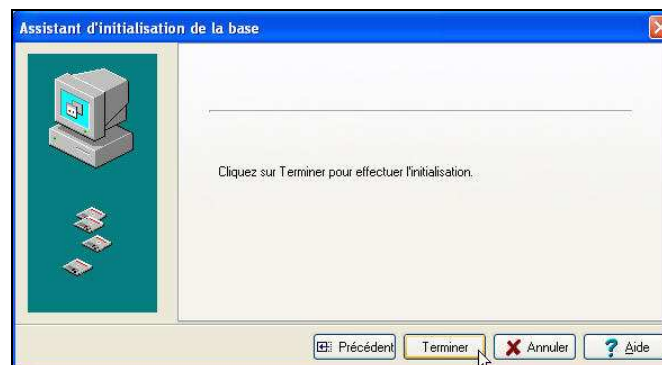 Assistant d'initialisation de la base
Cliquez sur Terminer pour effectuer l'initialisation.
Précédent Terminer Annuler Aide